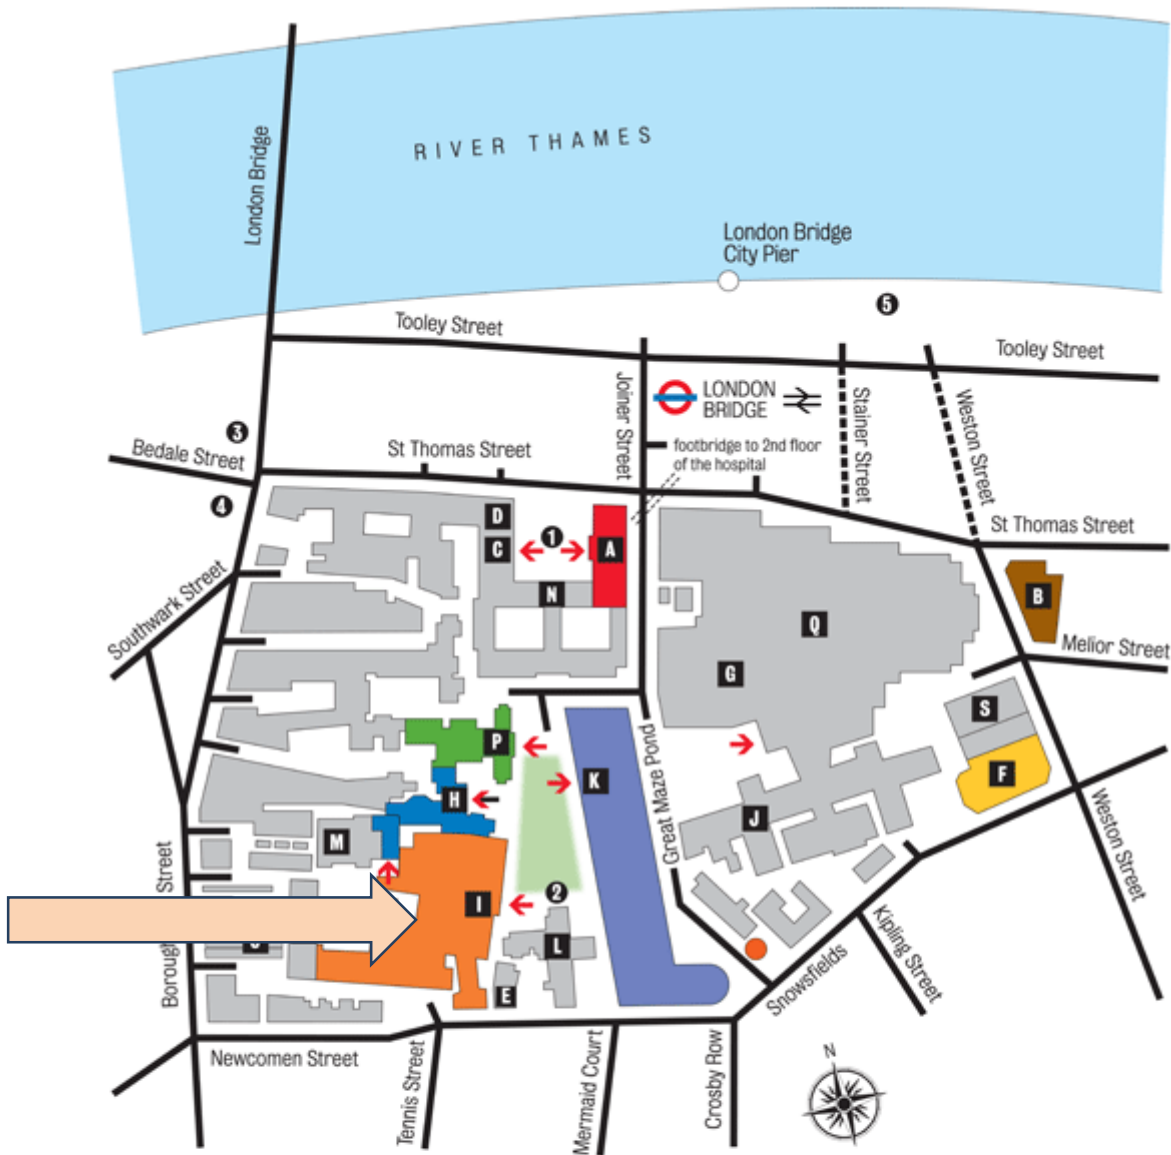 RIVER THAMES
London Bridge
London Bridge
City Pier
5
Tooley Street
Tooley Street
Joiner Street
LONDON
BRIDGE
Stainer Street
Weston Street
3
Bedale Street
St Thomas Street
footbridge to 2nd floor
of the hospital
4
St Thomas Street
D
1
C
A
N
B
Southwark Street
Q
Melior Street
G
S
P
K
F
H
Great Maze Pond
J
M
Weston Street
Street
2
I
Borough
L
Kipling Street
E
Snowsfields
Newcomen Street
Tennis Street
Mermaid Court
Crosby Row
N